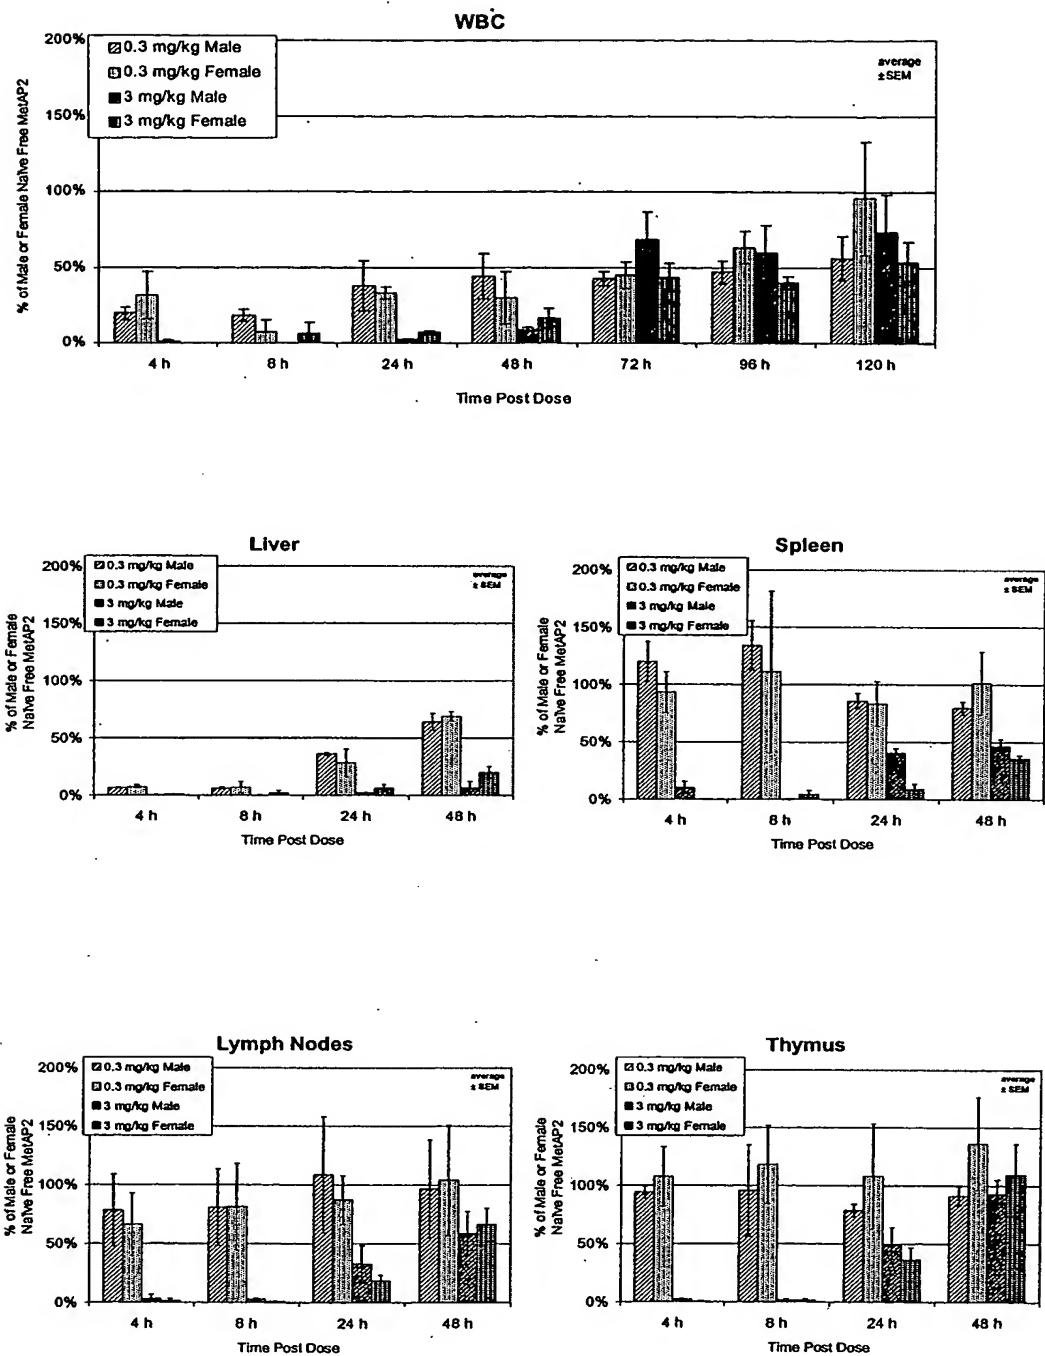 WBC
200%
150%
100%
50%
0%
% of Male or Female Naïve Free MetAP2
0.3 mg/kg Male
0.3 mg/kg Female
3 mg/kg Male
3 mg/kg Female
average
±SEM
4 h 8 h 24 h 48 h 72 h 96 h 120 h
Time Post Dose
Liver
200%
150%
100%
50%
0%
% of Male or Female
Naïve Free MetAP2
0.3 mg/kg Male
0.3 mg/kg Female
3 mg/kg Male
3 mg/kg Female
average
± SEM
4 h 8 h 24 h 48 h
Time Post Dose
Spleen
200%
150%
100%
50%
0%
% of Male or Female
Naïve Free MetAP2
0.3 mg/kg Male
0.3 mg/kg Female
3 mg/kg Male
3 mg/kg Female
average
± SEM
4 h 8 h 24 h 48 h
Time Post Dose
Lymph Nodes
200%
150%
100%
50%
0%
% of Male or Female
Naïve Free MetAP2
0.3 mg/kg Male
0.3 mg/kg Female
3 mg/kg Male
3 mg/kg Female
average
± SEM
4 h 8 h 24 h 48 h
Time Post Dose
Thymus
200%
150%
100%
50%
0%
% of Male or Female
Naïve Free MetAP2
0.3 mg/kg Male
0.3 mg/kg Female
3 mg/kg Male
3 mg/kg Female
average
± SEM
4 h 8 h 24 h 48 h
Time Post Dose